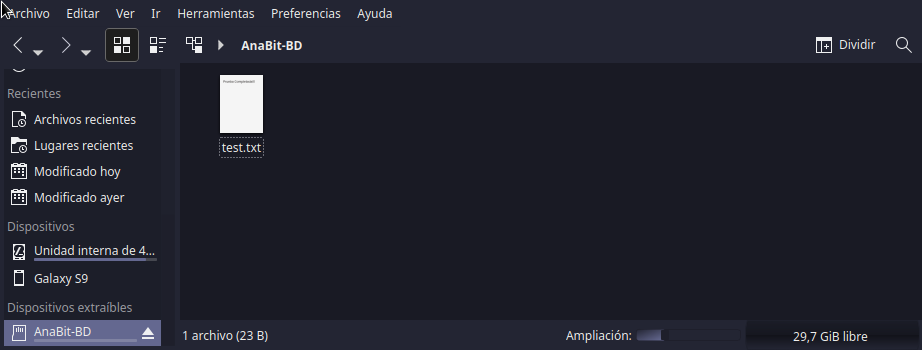 Archivo Editar Ver Ir Herramientas Preferencias Ayuda
AnaBit-BD
Dividir
Recientes
Archivos recientes
Lugares recientes
Modificado hoy
Modificado ayer
Dispositivos
Unidad interna de 4...
Galaxy S9
Dispositivos extraíbles
AnaBit-BD
test.txt
1 archivo (23 B)
Ampliación:
29,7 GiB libre